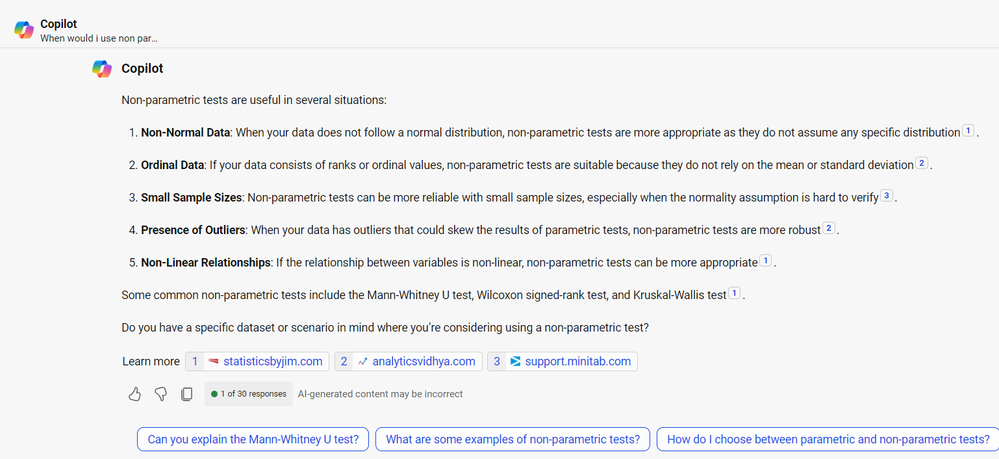 Copilot
When would i use non par...
Copilot
Non-parametric tests are useful in several situations:
1. Non-Normal Data: When your data does not follow a normal distribution, non-parametric tests are more appropriate as they do not assume any specific distribution 1 .
2. Ordinal Data: If your data consists of ranks or ordinal values, non-parametric tests are suitable because they do not rely on the mean or standard deviation 2 .
3. Small Sample Sizes: Non-parametric tests can be more reliable with small sample sizes, especially when the normality assumption is hard to verify 3 .
4. Presence of Outliers: When your data has outliers that could skew the results of parametric tests, non-parametric tests are more robust 2 .
5. Non-Linear Relationships: If the relationship between variables is non-linear, non-parametric tests can be more appropriate 1 .
Some common non-parametric tests include the Mann-Whitney U test, Wilcoxon signed-rank test, and Kruskal-Wallis test 1 .
Do you have a specific dataset or scenario in mind where you’re considering using a non-parametric test?
Learn more 1 statisticsbyjim.com 2 analyticsvidhya.com 3 support.minitab.com
1 of 30 responses AI-generated content may be incorrect
Can you explain the Mann-Whitney U test? What are some examples of non-parametric tests? How do I choose between parametric and non-parametric tests?